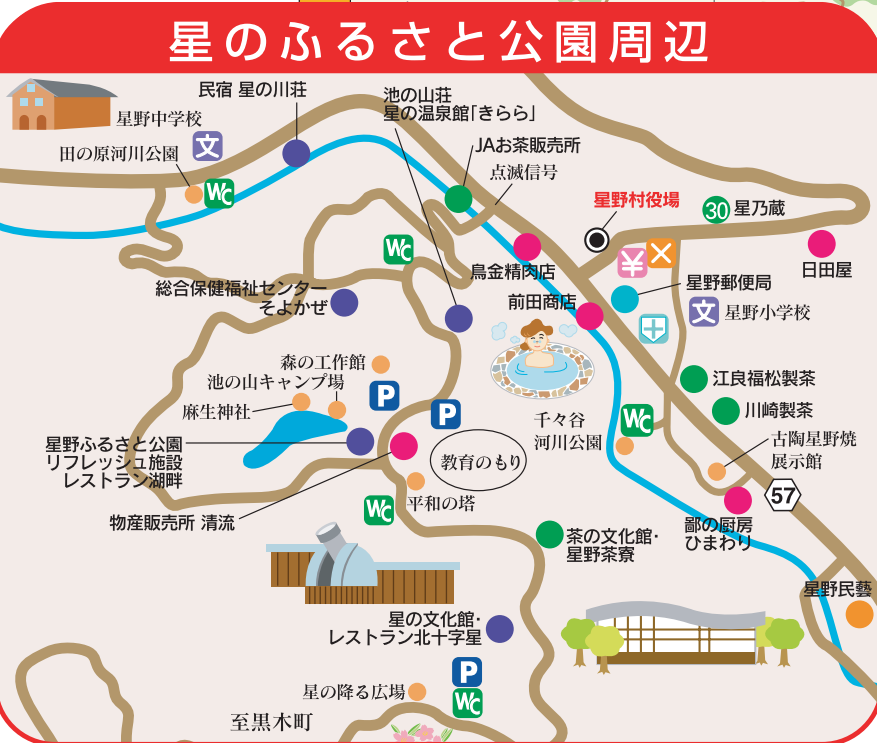 星のふるさと公園周辺
民宿 星の川荘
池の山荘
星の温泉館「きらら」
星野中学校
文
田の原河川公園
WC
JAお茶販売所
点滅信号
星野村役場
30
星乃蔵
WC
鳥金精肉店
日田屋
総合保健福祉センター
そよかぜ
前田商店
星野郵便局
文
星野小学校
森の工作館
池の山キャンプ場
麻生神社
P
P
江良福松製茶
川崎製茶
千々谷
河川公園
WC
古陶星野焼
展示館
星野ふるさと公園
リフレッシュ施設
レストラン湖畔
教育のもり
57
平和の塔
WC
物産販売所 清流
鄙の厨房
ひまわり
茶の文化館・
星野茶寮
星野民藝
星の文化館・
レストラン北十字星
P
WC
星の降る広場
至黒木町